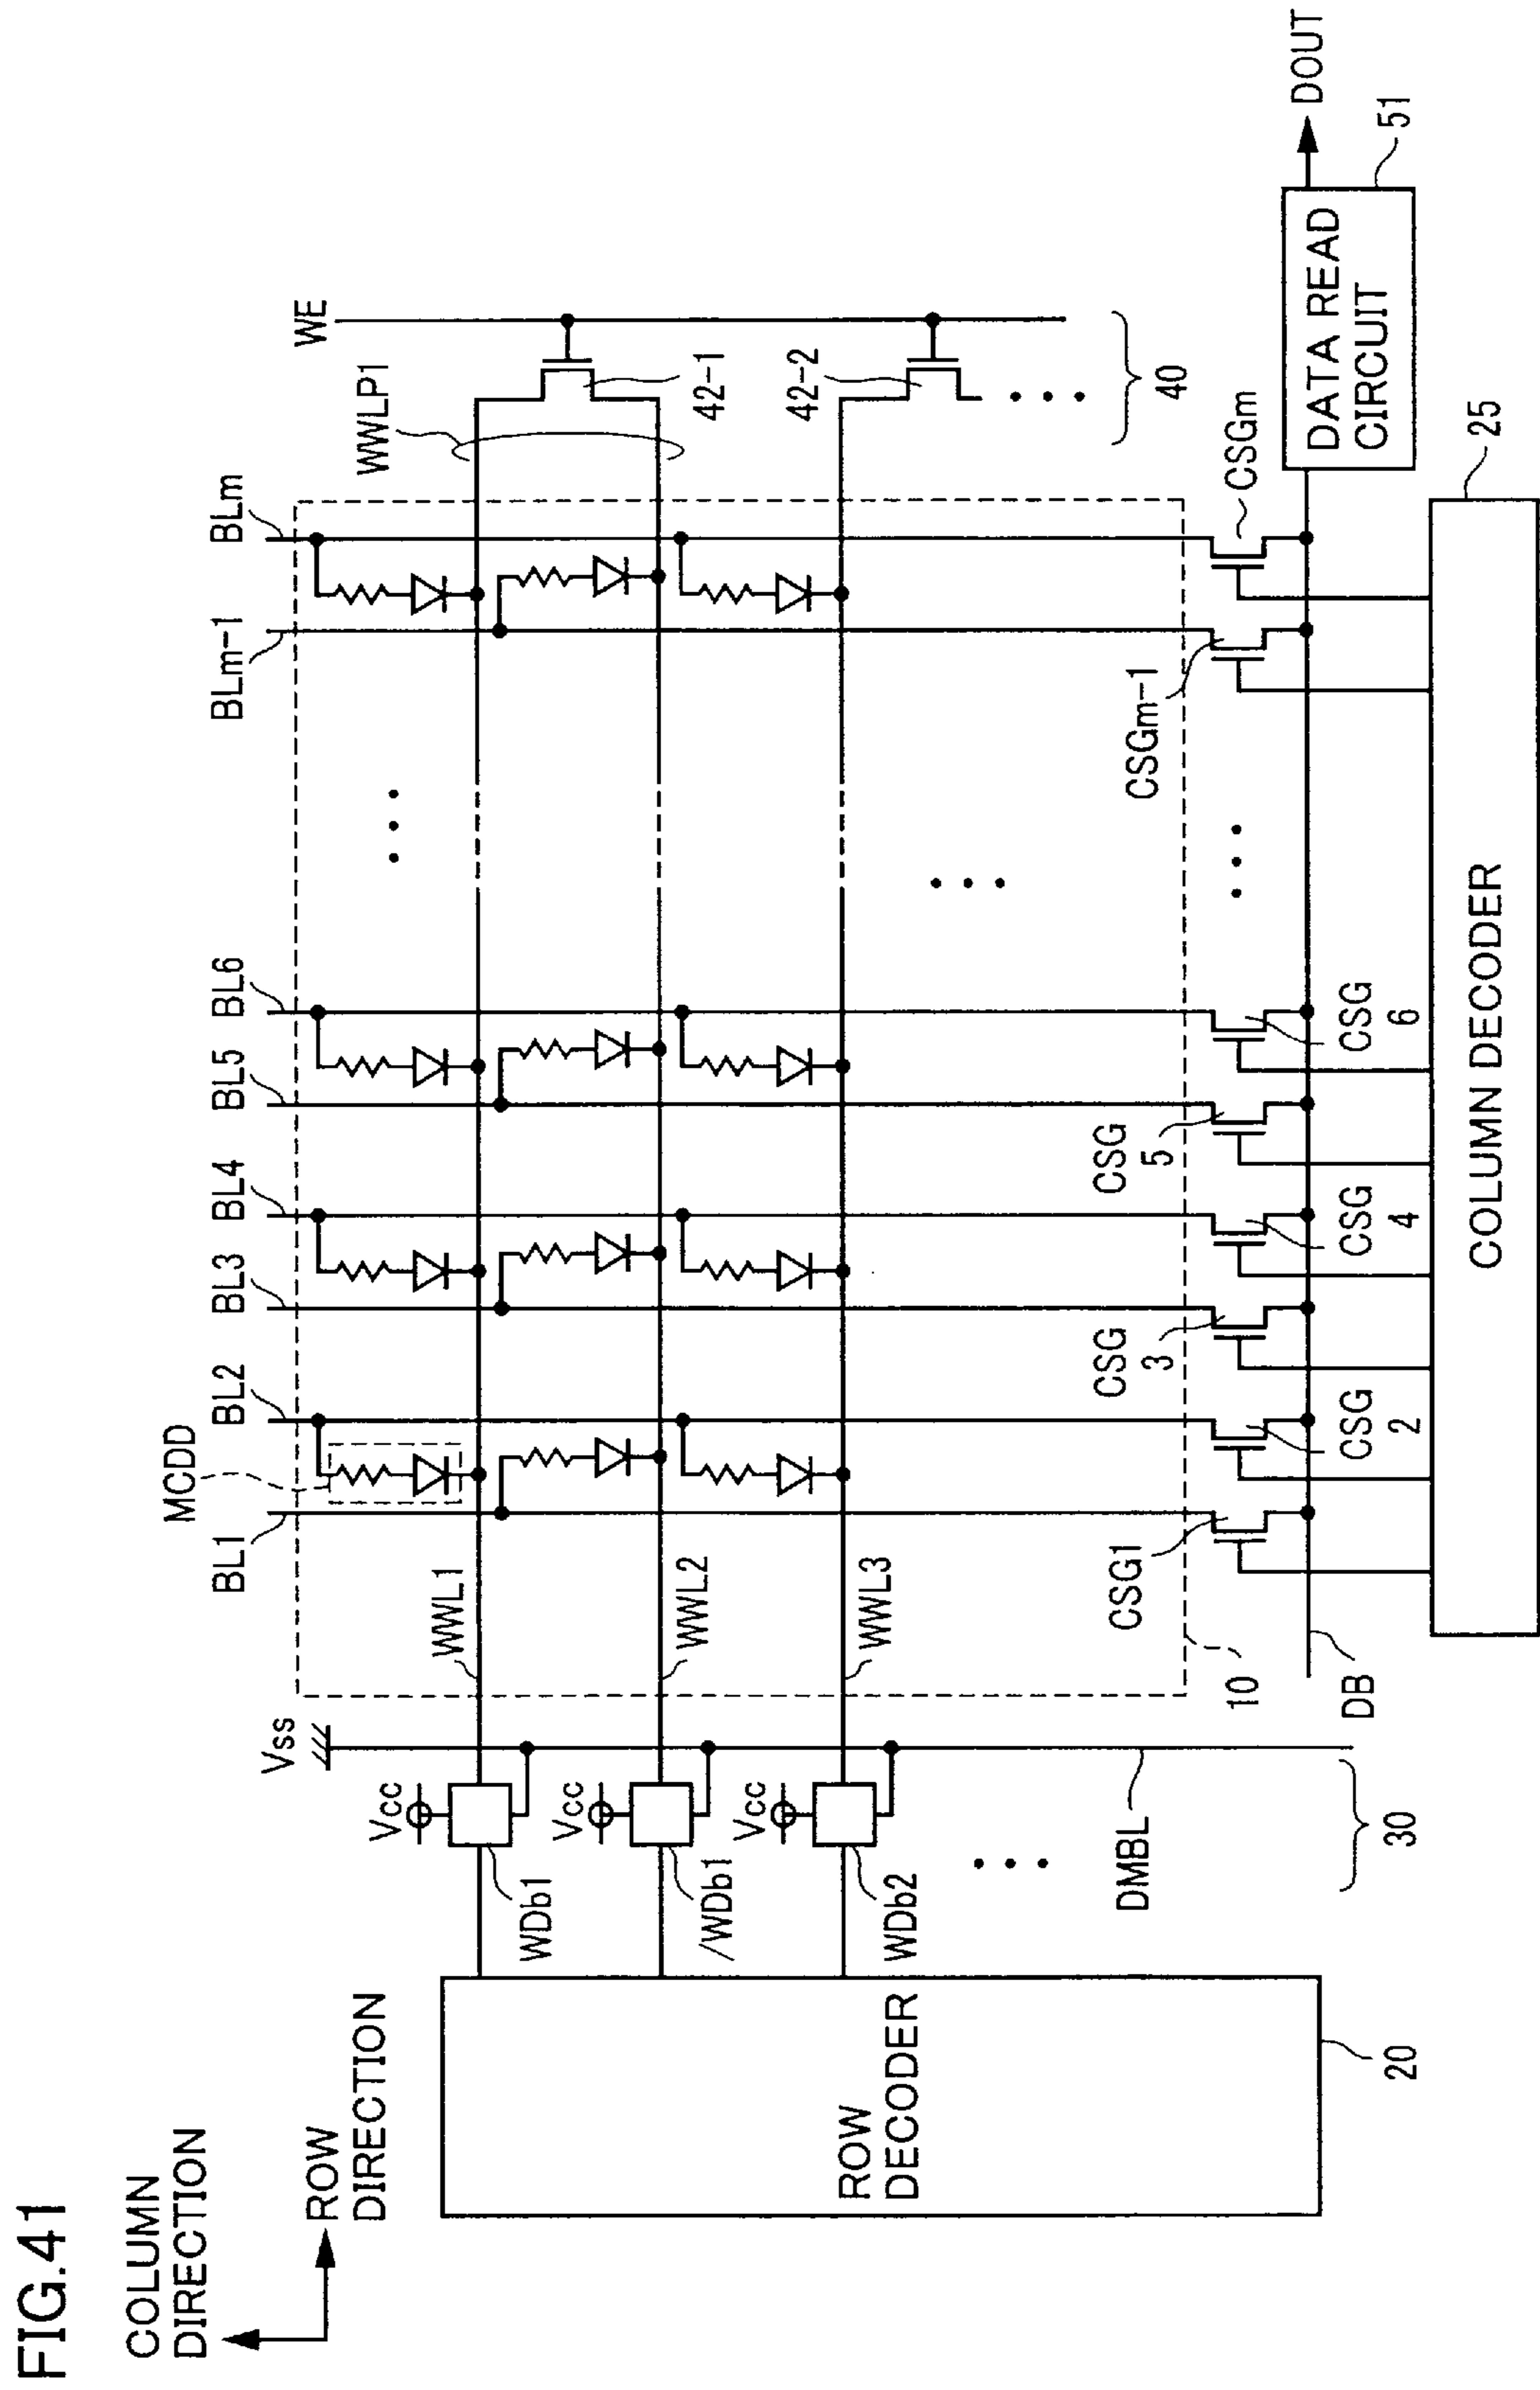 FIG.41
COLUMN
DIRECTION
ROW
DIRECTION
MCDD
BL1
BL2
BL3
BL4
BL5
BL6
BLm-1
BLm
WE
WWLP1
42-1
42-2
40
Vss
Vcc
Vcc
Vcc
WWL1
WWL2
WWL3
WDb1
/WDb1
WDb2
DMBL
30
ROW
DECODER
20
10
CSG1
CSG
2
CSG
3
CSG
4
CSG
5
CSG
6
CSGm-1
CSGm
DB
DATA READ
CIRCUIT
51
DOUT
COLUMN DECODER
25